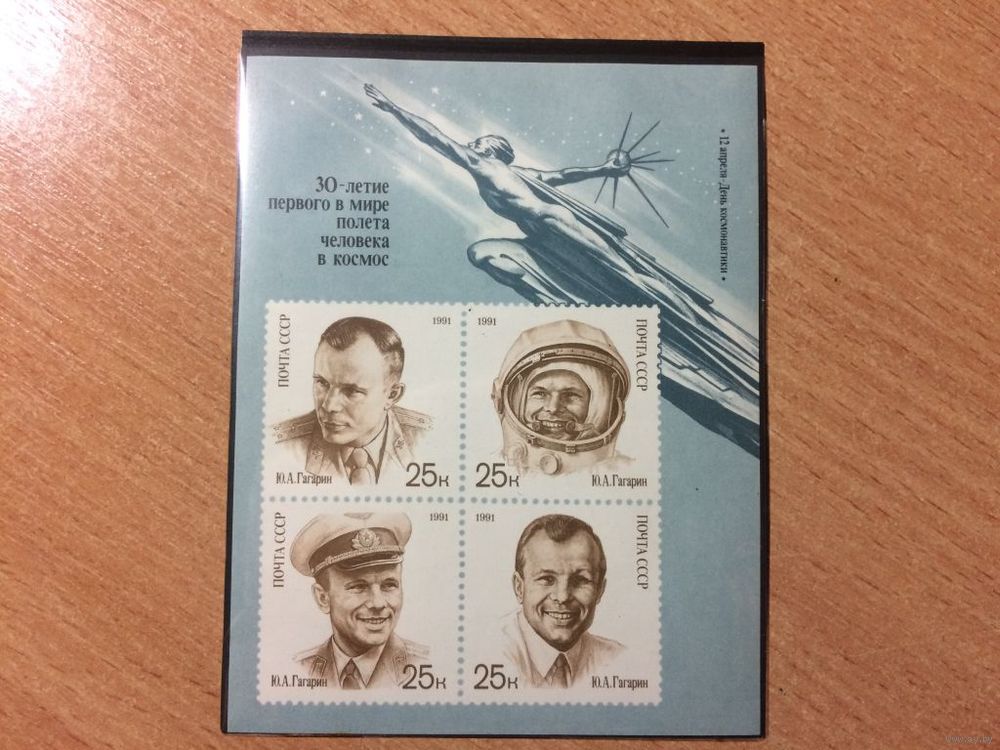 30-летие
первого в мире
полета
человека
в космос
• 12 апреля-День космонавтики •
1991
ПОЧТА СССР
Ю.А.Гагарин
25к
1991
ПОЧТА СССР
25к
Ю.А.Гагарин
1991
ПОЧТА СССР
Ю.А.Гагарин
25к
1991
ПОЧТА СССР
25к
Ю.А.Гагарин